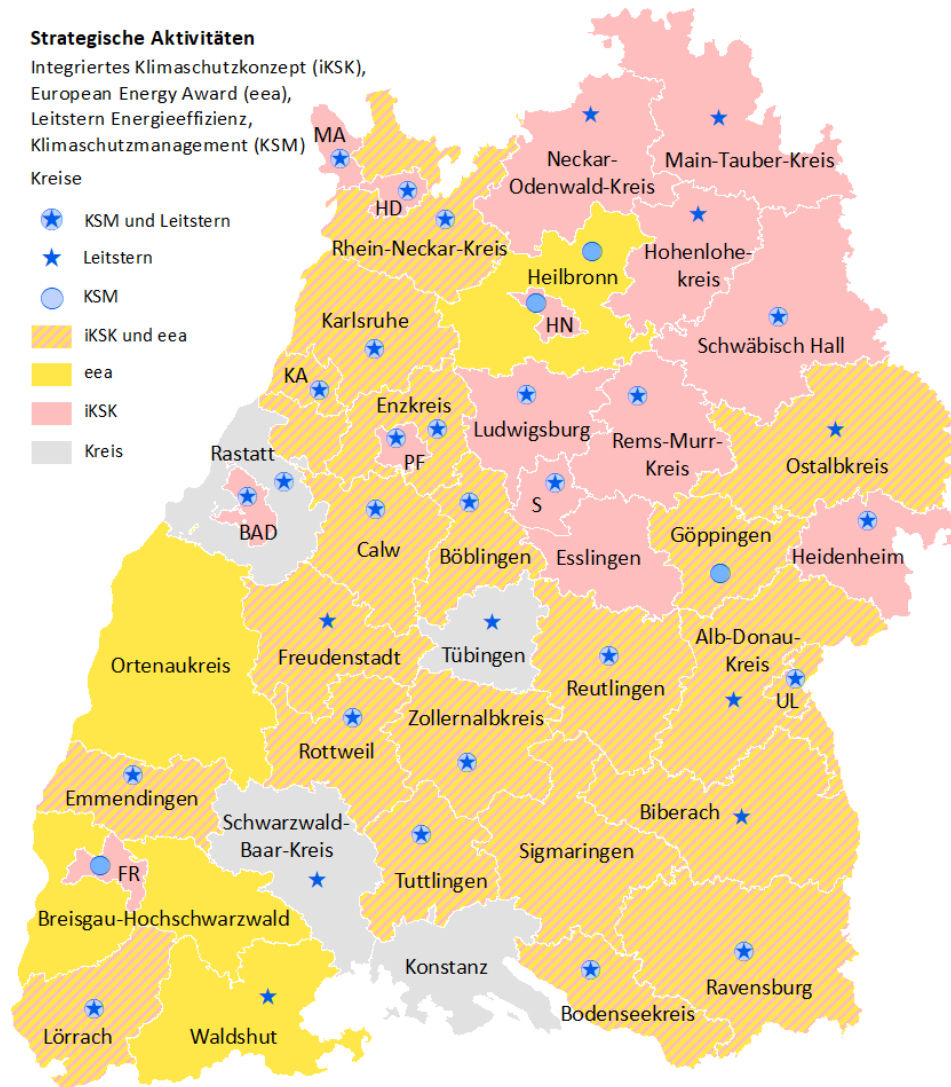 Strategische Aktivitäten
Integriertes Klimaschutzkonzept (iKSK),
European Energy Award (eea),
Leitstern Energieeffizienz,
Klimaschutzmanagement (KSM)
Kreise
KSM und Leitstern
Leitstern
KSM
iKSK und eea
eea
iKSK
Kreis
MA
HD
Rhein-Neckar-Kreis
Neckar-
Odenwald-Kreis
Main-Tauber-Kreis
Hohenlohe-
kreis
Heilbronn
HN
Schwäbisch Hall
Karlsruhe
KA
Enzkreis
PF
Ludwigsburg
Rems-Murr-
Kreis
Ostalbkreis
Rastatt
BAD
Calw
Böblingen
S
Esslingen
Göppingen
Heidenheim
Ortenaukreis
Freudenstadt
Tübingen
Reutlingen
Alb-Donau-
Kreis
UL
Rottweil
Zollernalbkreis
Emmendingen
Schwarzwald-
Baar-Kreis
Tuttlingen
Sigmaringen
Biberach
FR
Breisgau-Hochschwarzwald
Konstanz
Bodenseekreis
Ravensburg
Lörrach
Waldshut